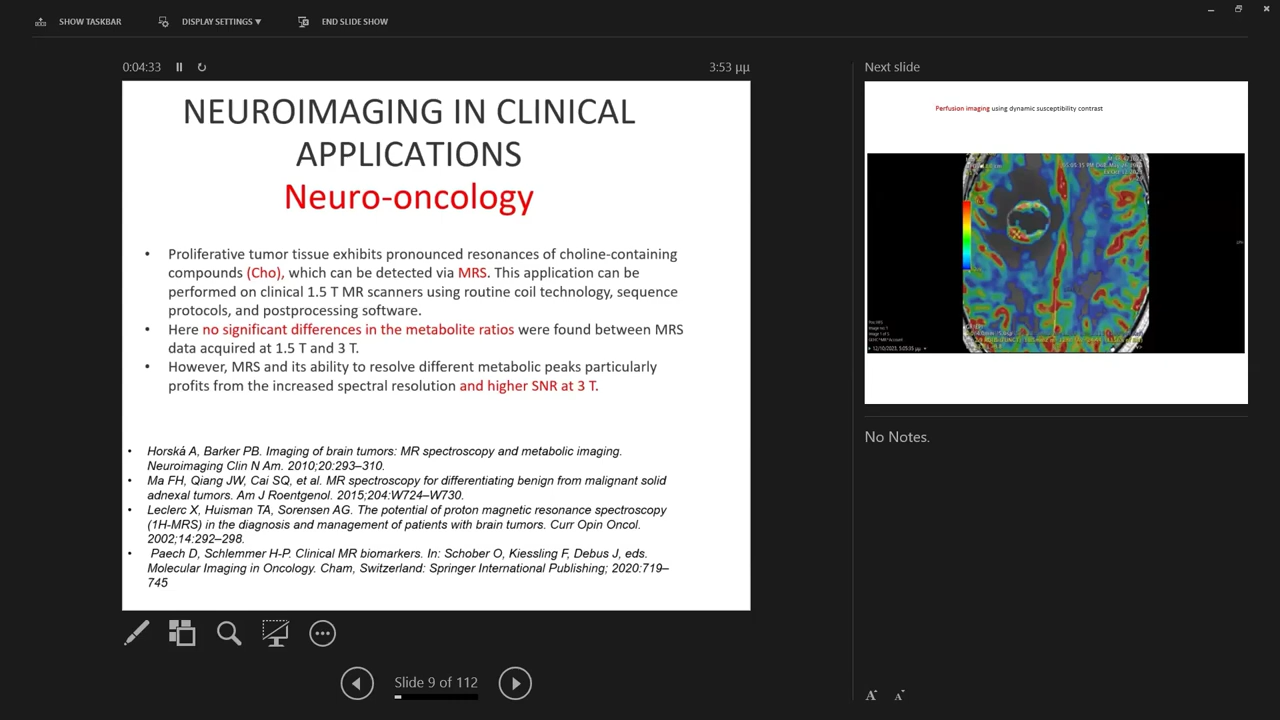 SHOW TASKBAR
DISPLAY SETTINGS ▼
END SLIDE SHOW
0:04:33
3:53 μμ
NEUROIMAGING IN CLINICAL
APPLICATIONS
Neuro-oncology
• Proliferative tumor tissue exhibits pronounced resonances of choline-containing
compounds (Cho), which can be detected via MRS. This application can be
performed on clinical 1.5 T MR scanners using routine coil technology, sequence
protocols, and postprocessing software.
• Here no significant differences in the metabolite ratios were found between MRS
data acquired at 1.5 T and 3 T.
• However, MRS and its ability to resolve different metabolic peaks particularly
profits from the increased spectral resolution and higher SNR at 3 T.
• Horská A, Barker PB. Imaging of brain tumors: MR spectroscopy and metabolic imaging.
Neuroimaging Clin N Am. 2010;20:293–310.
• Ma FH, Qiang JW, Cai SQ, et al. MR spectroscopy for differentiating benign from malignant solid
adnexal tumors. Am J Roentgenol. 2015;204:W724–W730.
• Leclerc X, Huisman TA, Sorensen AG. The potential of proton magnetic resonance spectroscopy
(1H-MRS) in the diagnosis and management of patients with brain tumors. Curr Opin Oncol.
2002;14:292–298.
• Paech D, Schlemmer H-P. Clinical MR biomarkers. In: Schober O, Kiessling F, Debus J, eds.
Molecular Imaging in Oncology. Cham, Switzerland: Springer International Publishing; 2020:719–
745
Slide 9 of 112
Next slide
Perfusion imaging using dynamic susceptibility contrast
12/10/2023, 5:05:35 μμ
No Notes.
A
A